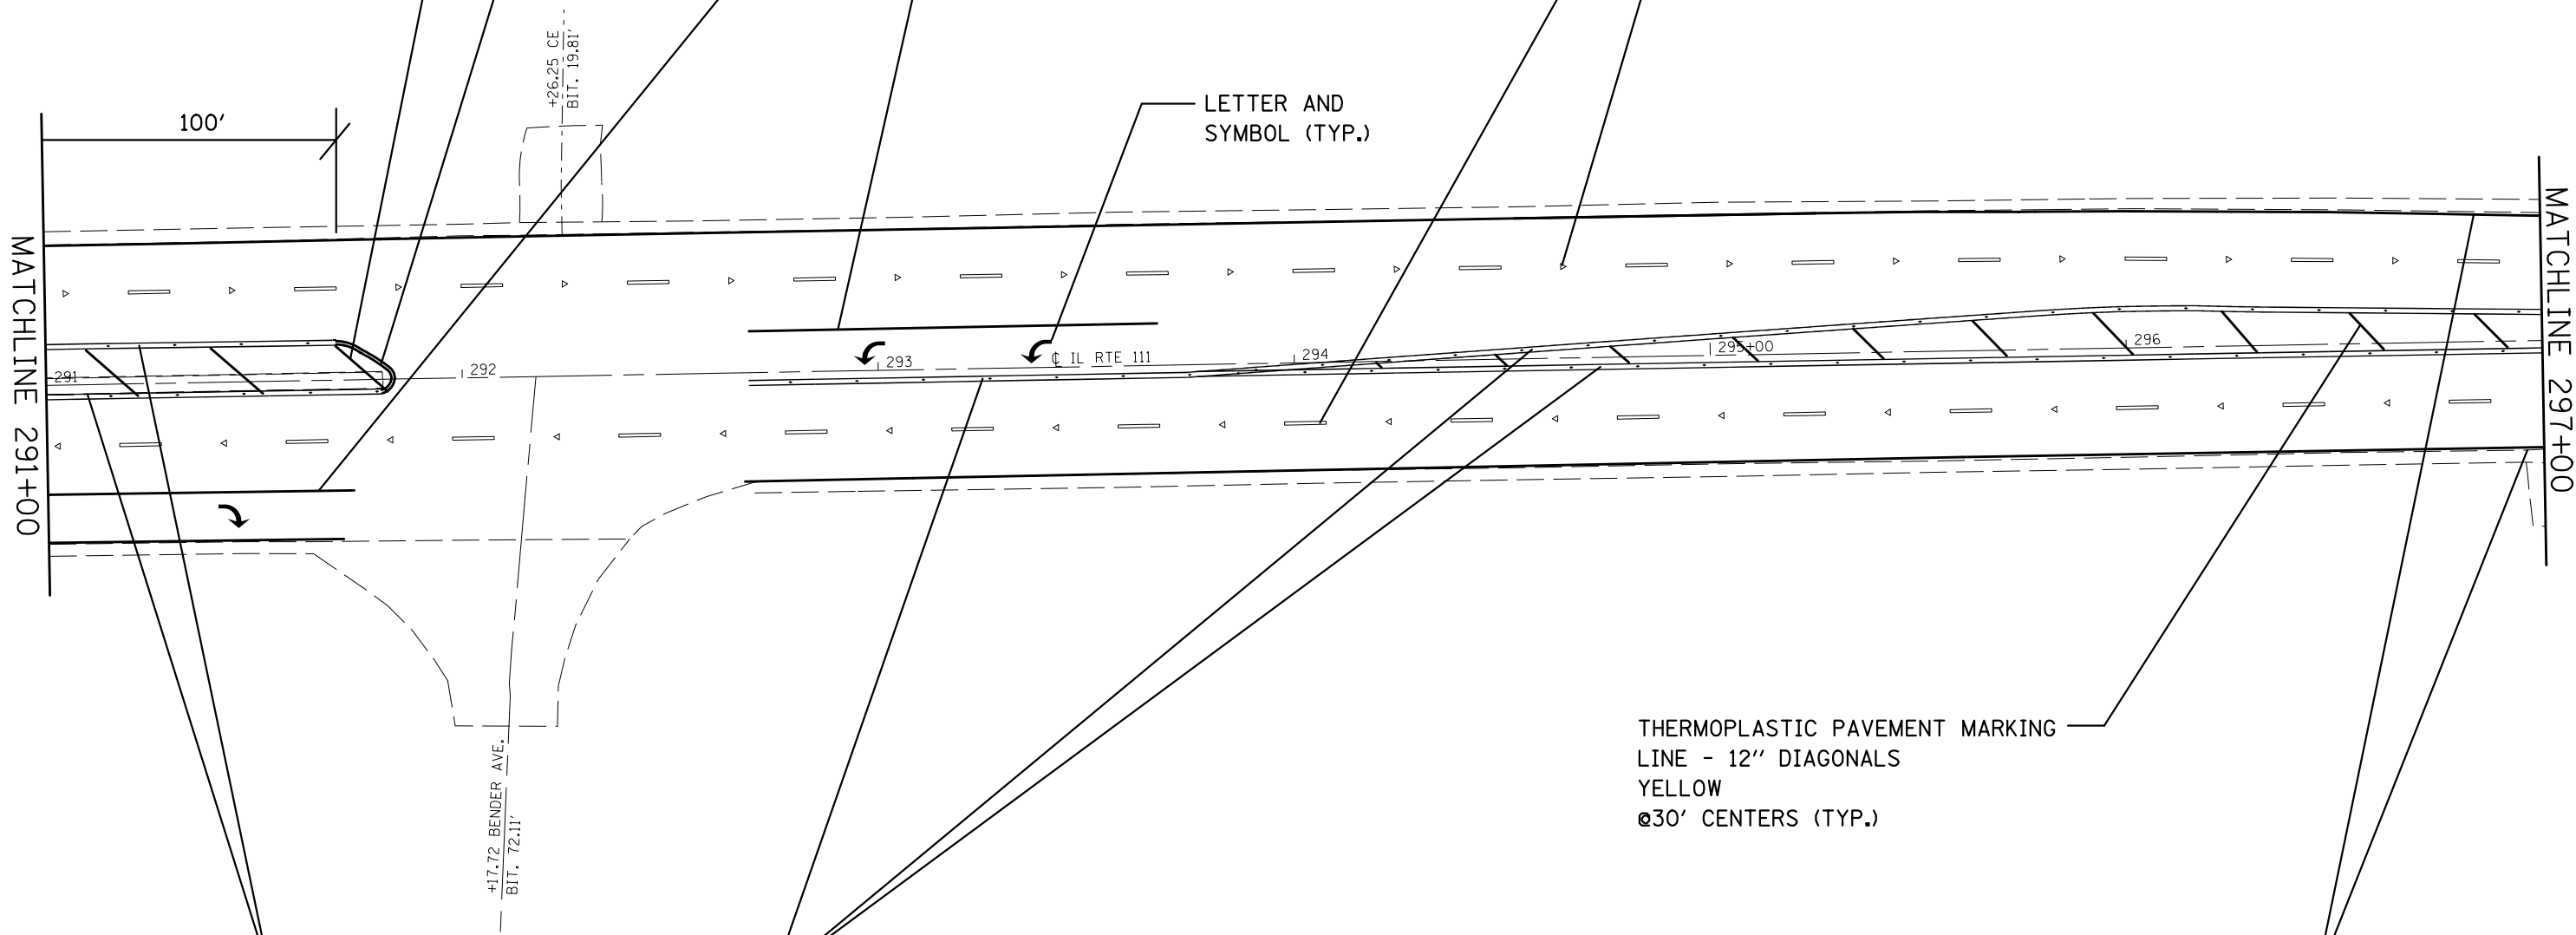 +26.25 CE
BIT. 19.81'
100'
LETTER AND
SYMBOL (TYP.)
MATCHLINE 291+00
MATCHLINE 297+00
291
292
293
℄ IL RTE 111
294
295+00
296
+17.72 BENDER AVE.
BIT. 72.11'
THERMOPLASTIC PAVEMENT MARKING
LINE - 12" DIAGONALS
YELLOW
@30' CENTERS (TYP.)